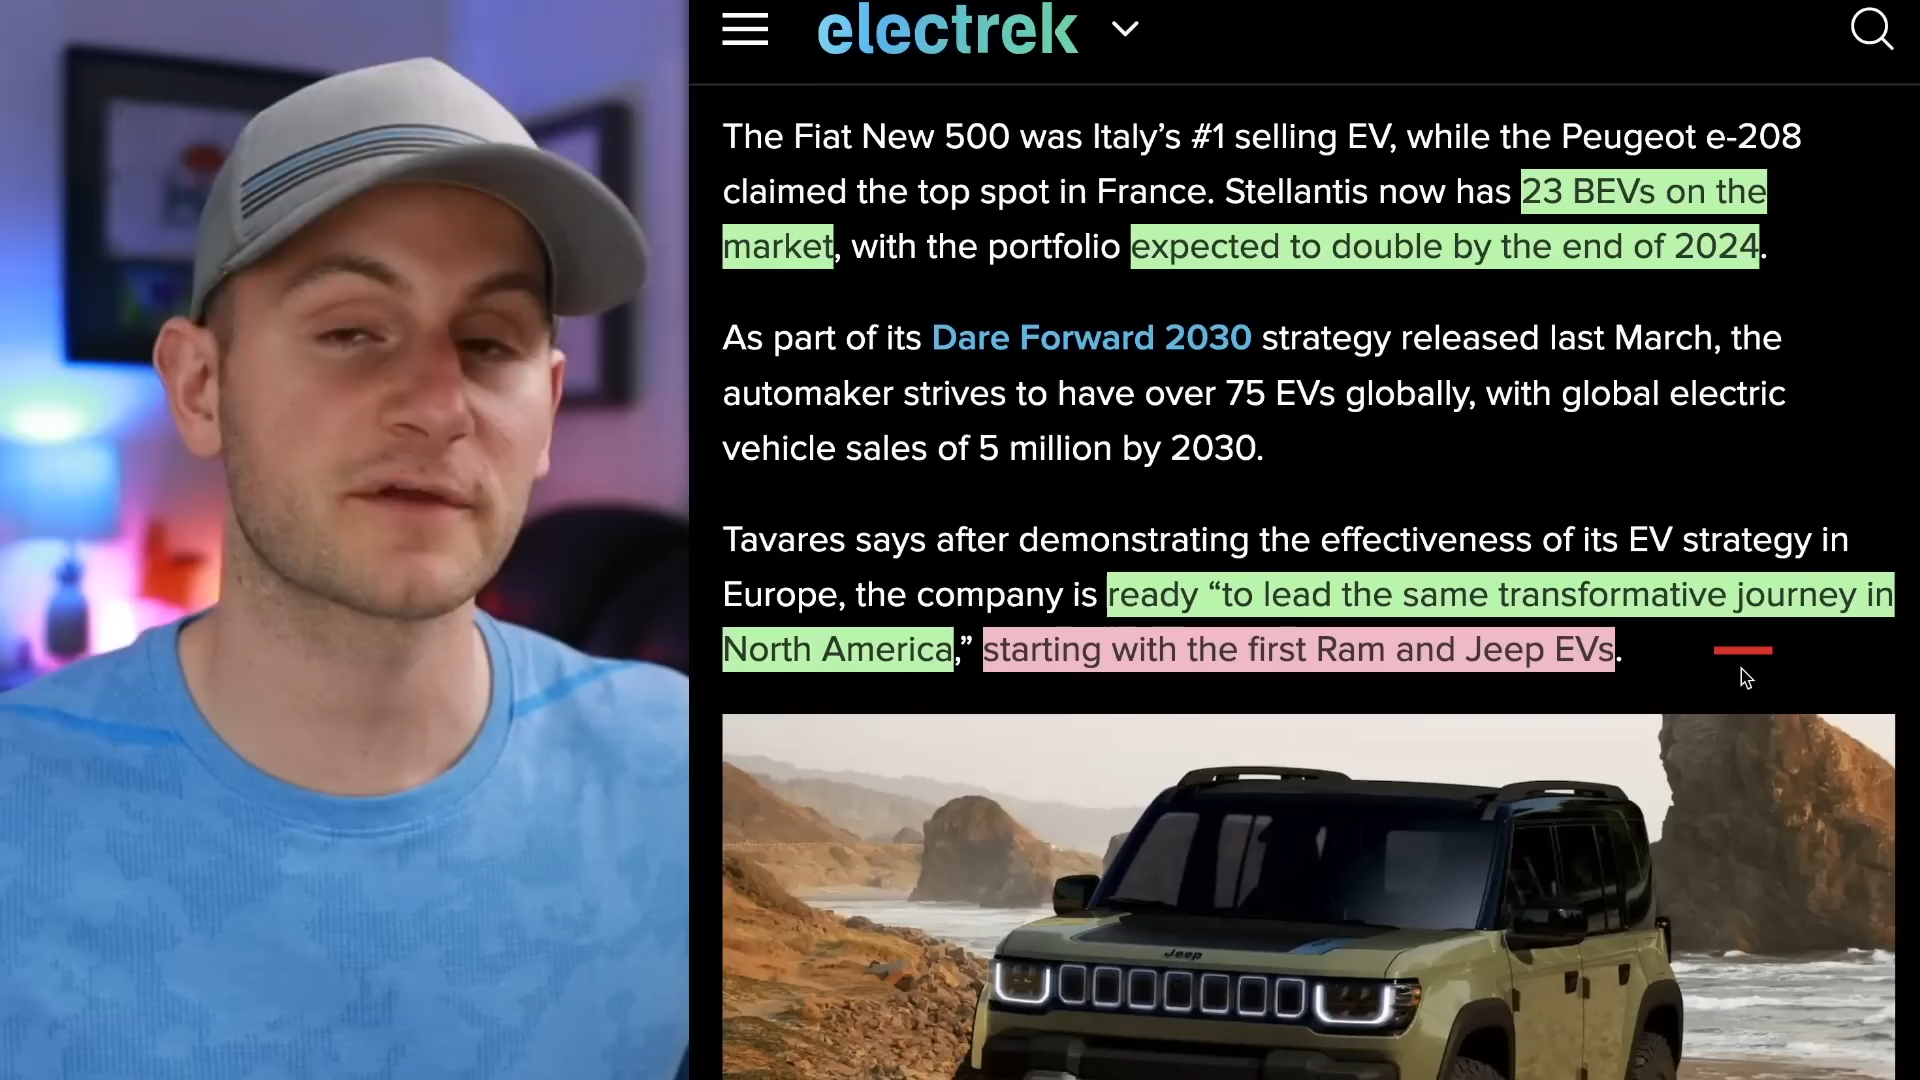 electrek
The Fiat New 500 was Italy’s #1 selling EV, while the Peugeot e-208
claimed the top spot in France. Stellantis now has 23 BEVs on the
market, with the portfolio expected to double by the end of 2024.
As part of its Dare Forward 2030 strategy released last March, the
automaker strives to have over 75 EVs globally, with global electric
vehicle sales of 5 million by 2030.
Tavares says after demonstrating the effectiveness of its EV strategy in
Europe, the company is ready “to lead the same transformative journey in
North America,” starting with the first Ram and Jeep EVs.
Jeep